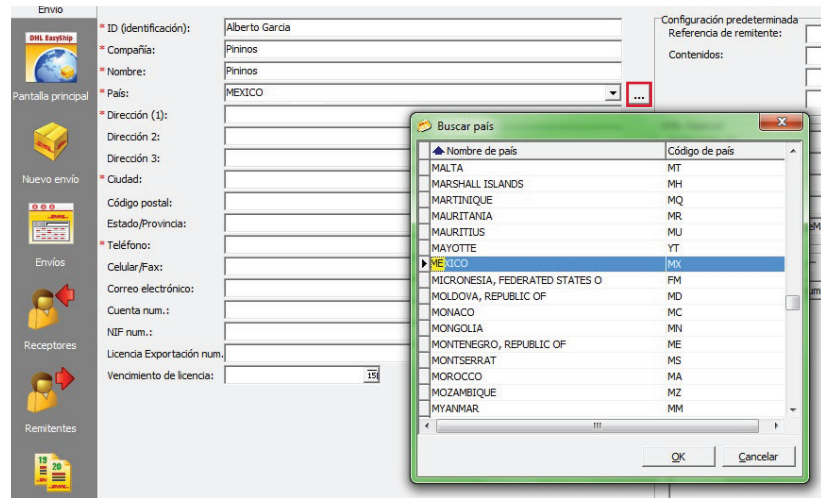 Envío
DHL EasyShip
Pantalla principal
Nuevo envío
Envíos
Receptores
Remitentes
19 20
* ID (identificación): Alberto Garcia
* Compañía: Pininos
* Nombre: Pininos
* País: MEXICO ...
* Dirección (1):
Dirección 2:
Dirección 3:
* Ciudad:
Código postal:
Estado/Provincia:
* Teléfono:
Celular/Fax:
Correo electrónico:
Cuenta num.:
NIF num.:
Licencia Exportación num.
Vencimiento de licencia: 15
Configuración predeterminada
Referencia de remitente:
Contenidos:
Buscar país
Nombre de país Código de país
MALTA MT
MARSHALL ISLANDS MH
MARTINIQUE MQ
MAURITANIA MR
MAURITIUS MU
MAYOTTE YT
MEXICO MX
MICRONESIA, FEDERATED STATES O FM
MOLDOVA, REPUBLIC OF MD
MONACO MC
MONGOLIA MN
MONTENEGRO, REPUBLIC OF ME
MONTSERRAT MS
MOROCCO MA
MOZAMBIQUE MZ
MYANMAR MM
OK Cancelar